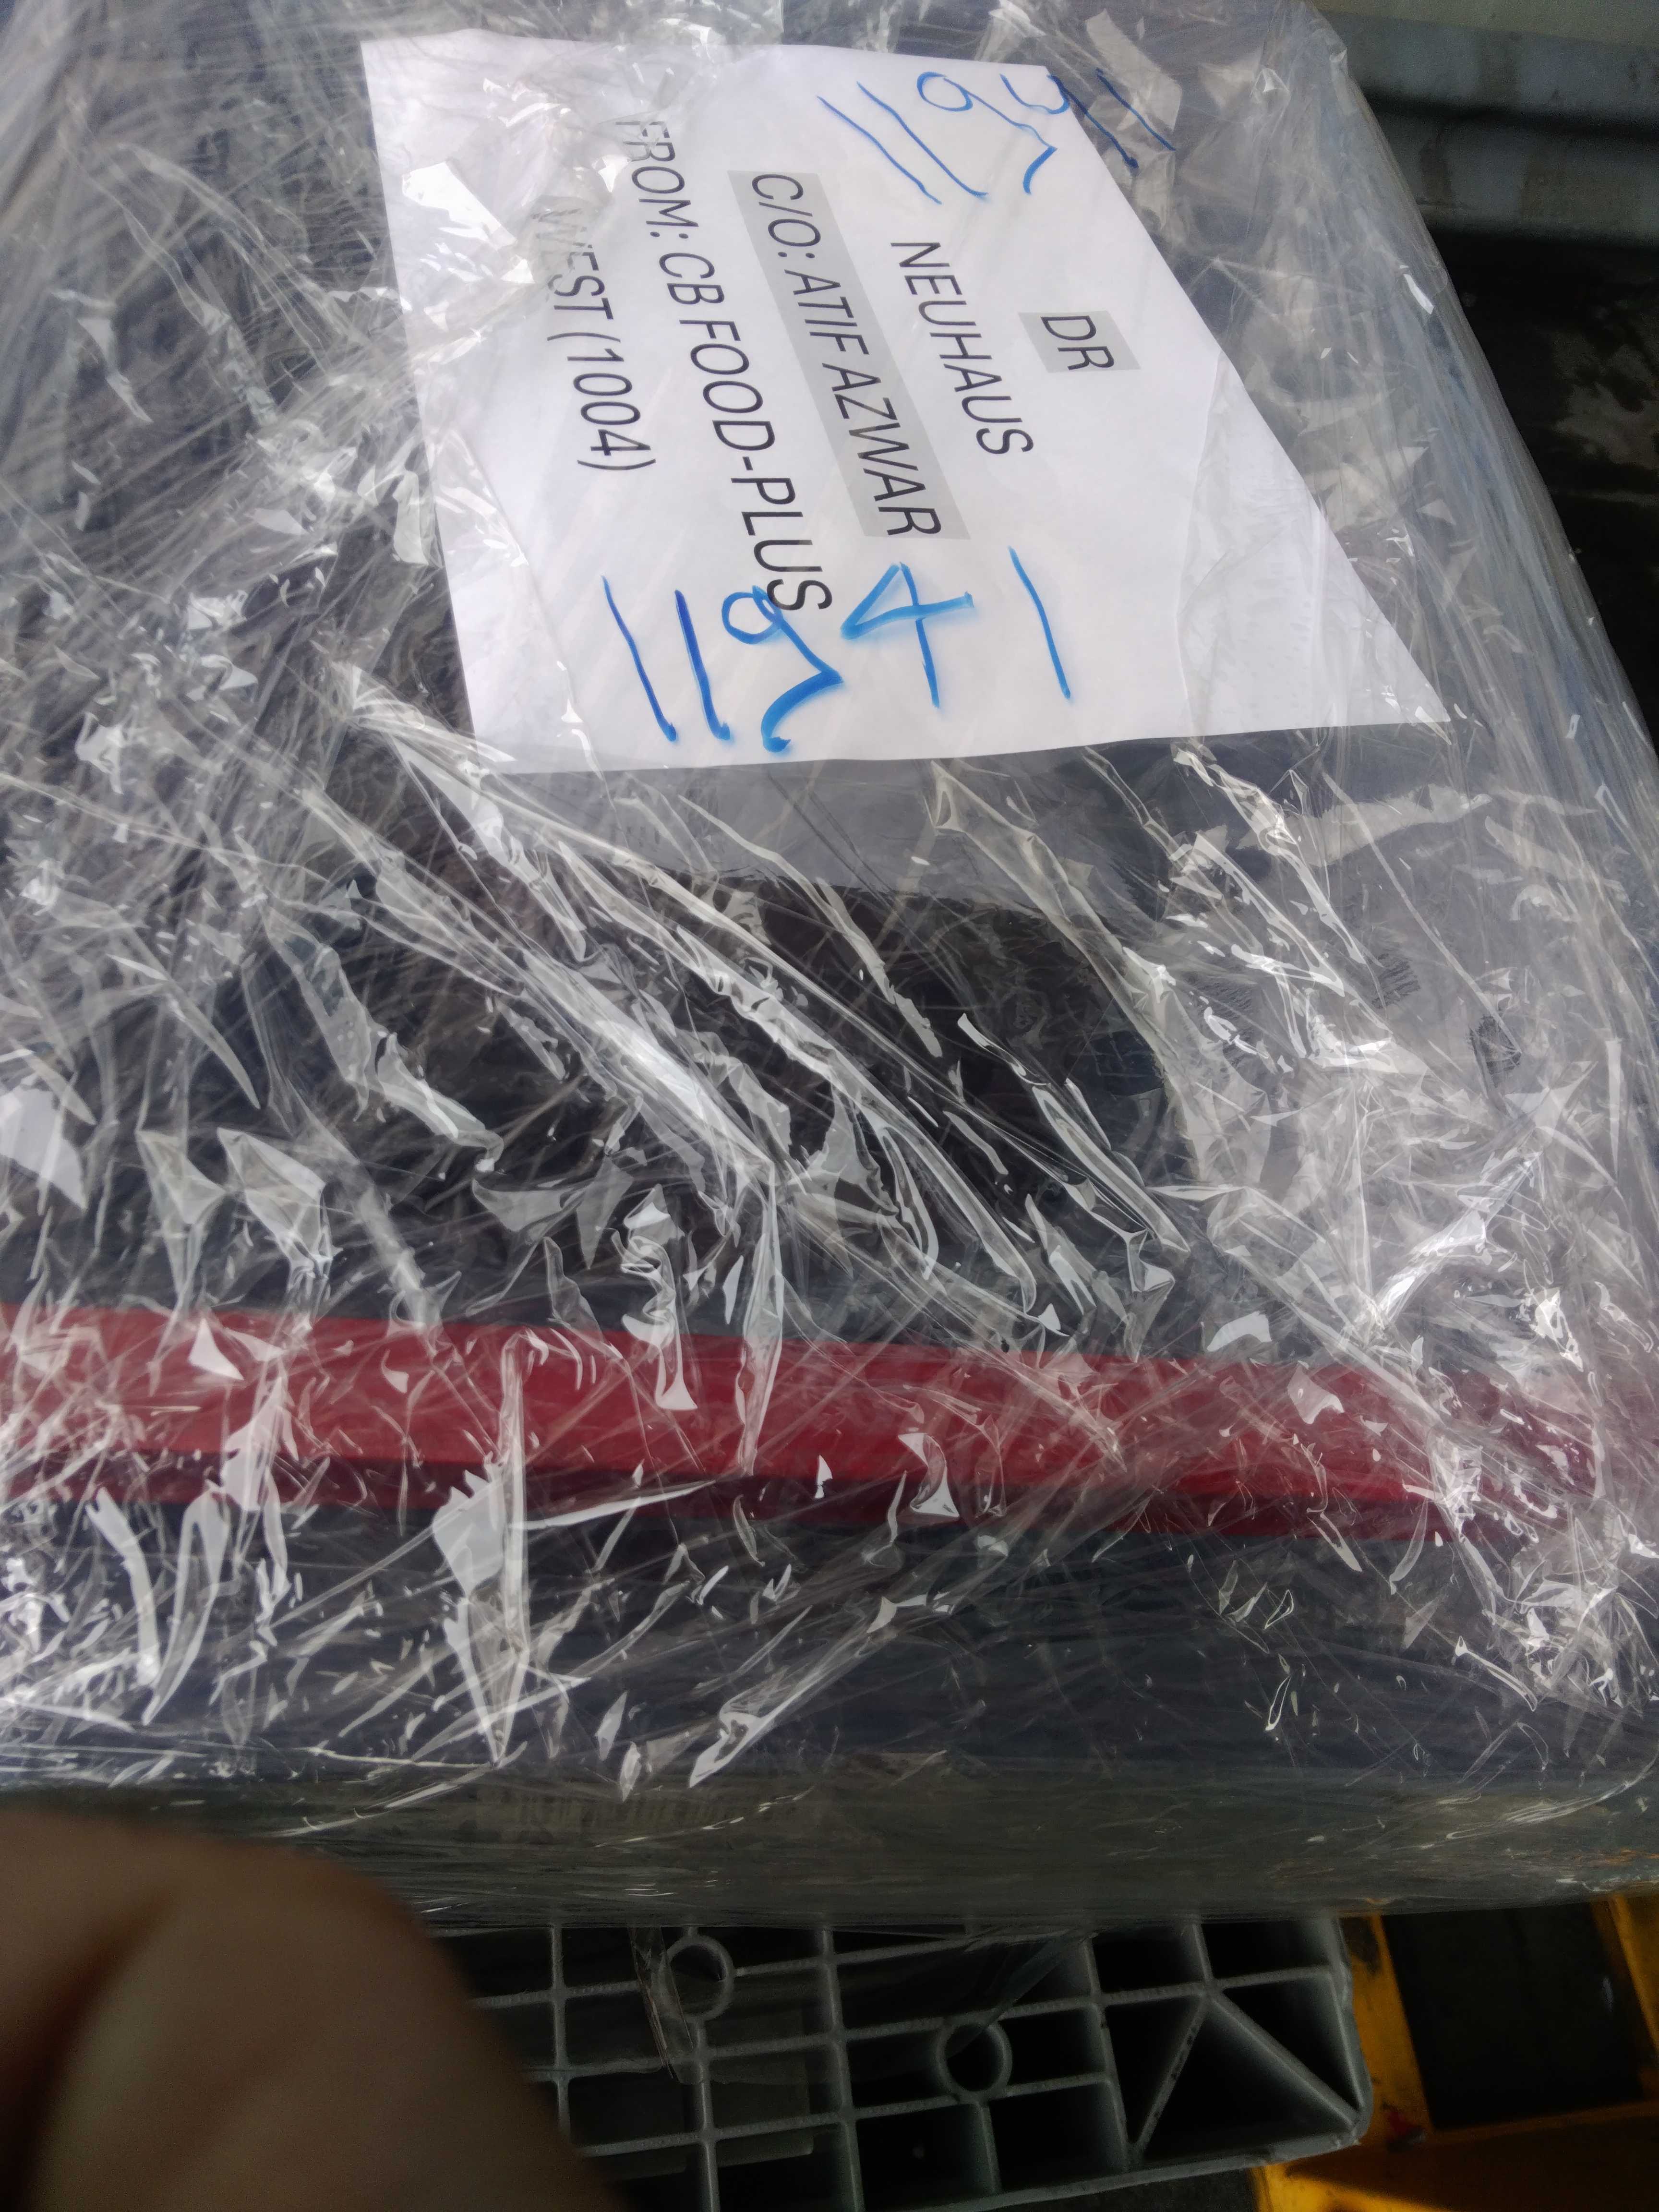 DR
NEUHAUS
C/O: ATIF AZWAR
FROM: CB FOOD-PLUS
WEST (1004)